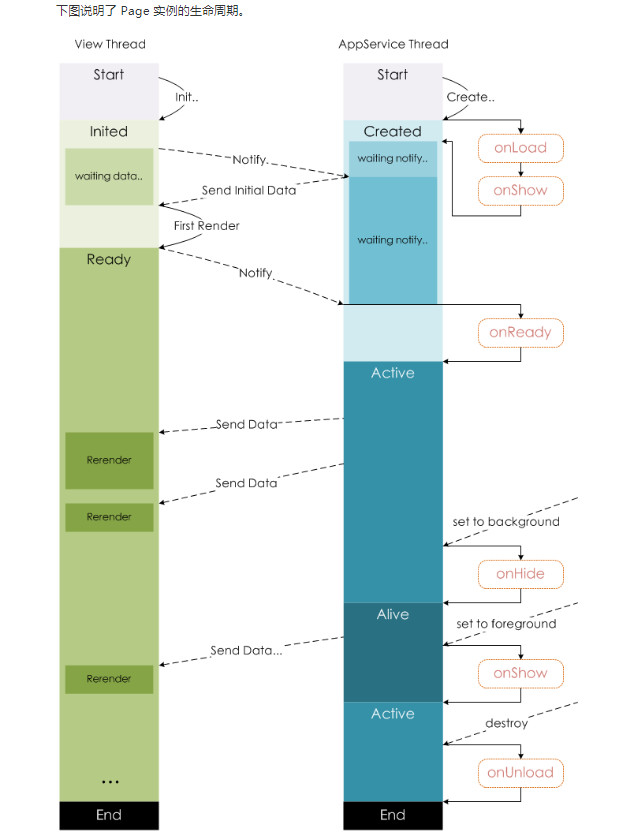 下图说明了 Page 实例的生命周期。
View Thread
AppService Thread
Start
Start
Init..
Create..
Inited
Created
onLoad
waiting data..
Notify
waiting notify..
Send Initial Data
onShow
First Render
waiting notify..
Ready
Notify
onReady
Active
Send Data
Rerender
Send Data
Rerender
set to background
onHide
Alive
set to foreground
Send Data...
Rerender
onShow
Active
destroy
onUnload
...
End
End